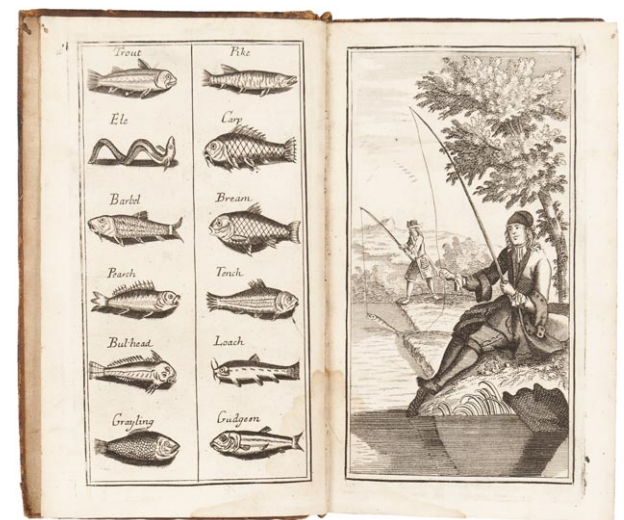 Trout
Pike
Ele
Carp
Barbel
Bream
Pearch
Tench
Bul-head
Loach
Grayling
Gudgeon